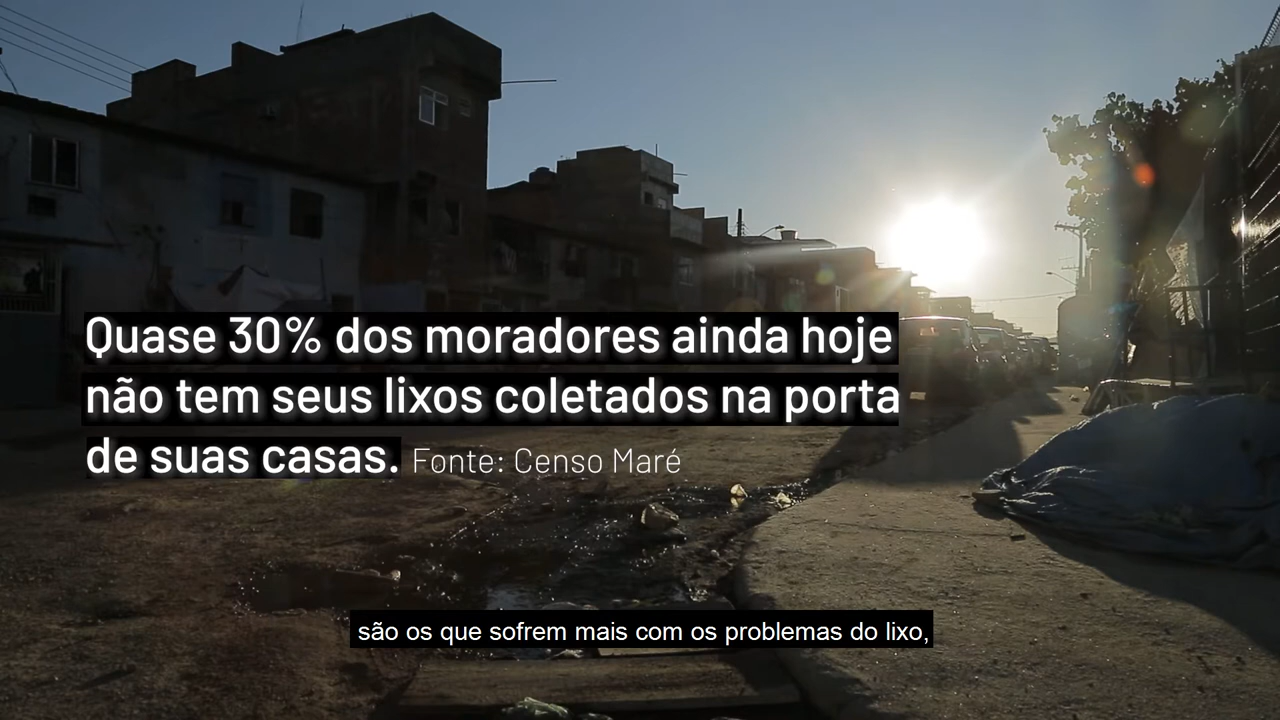 Quase 30% dos moradores ainda hoje
não tem seus lixos coletados na porta
de suas casas. Fonte: Censo Maré
são os que sofrem mais com os problemas do lixo,